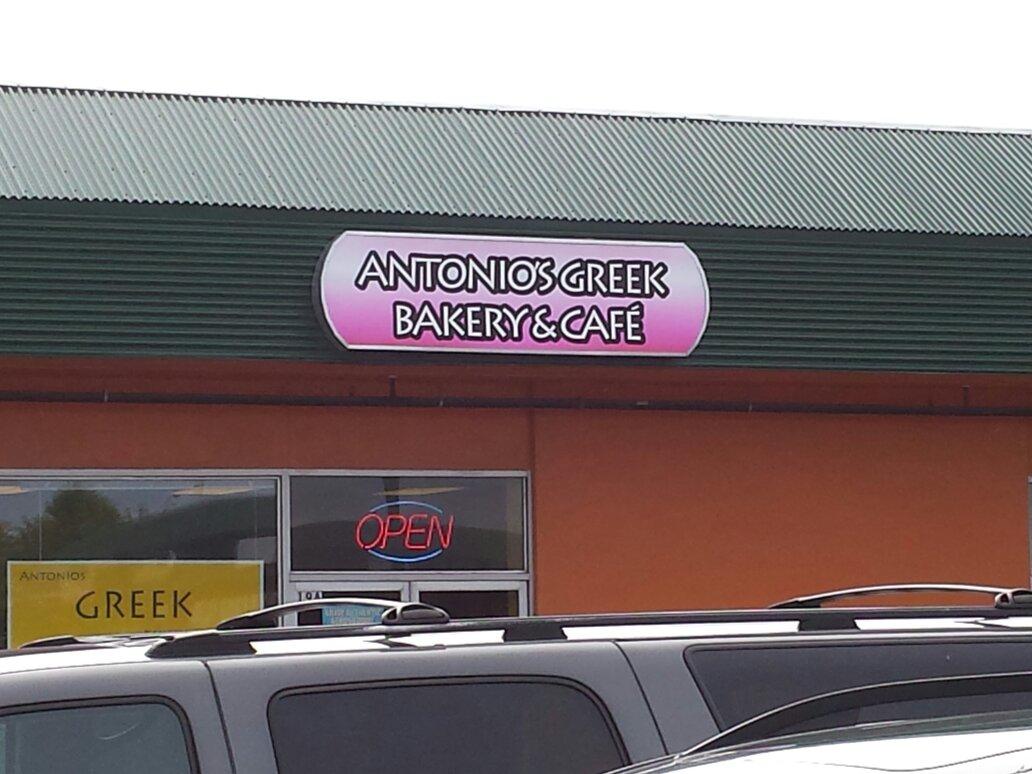 ANTONIO'S GREEK
BAKERY & CAFÉ
OPEN
ANTONIOS
GREEK